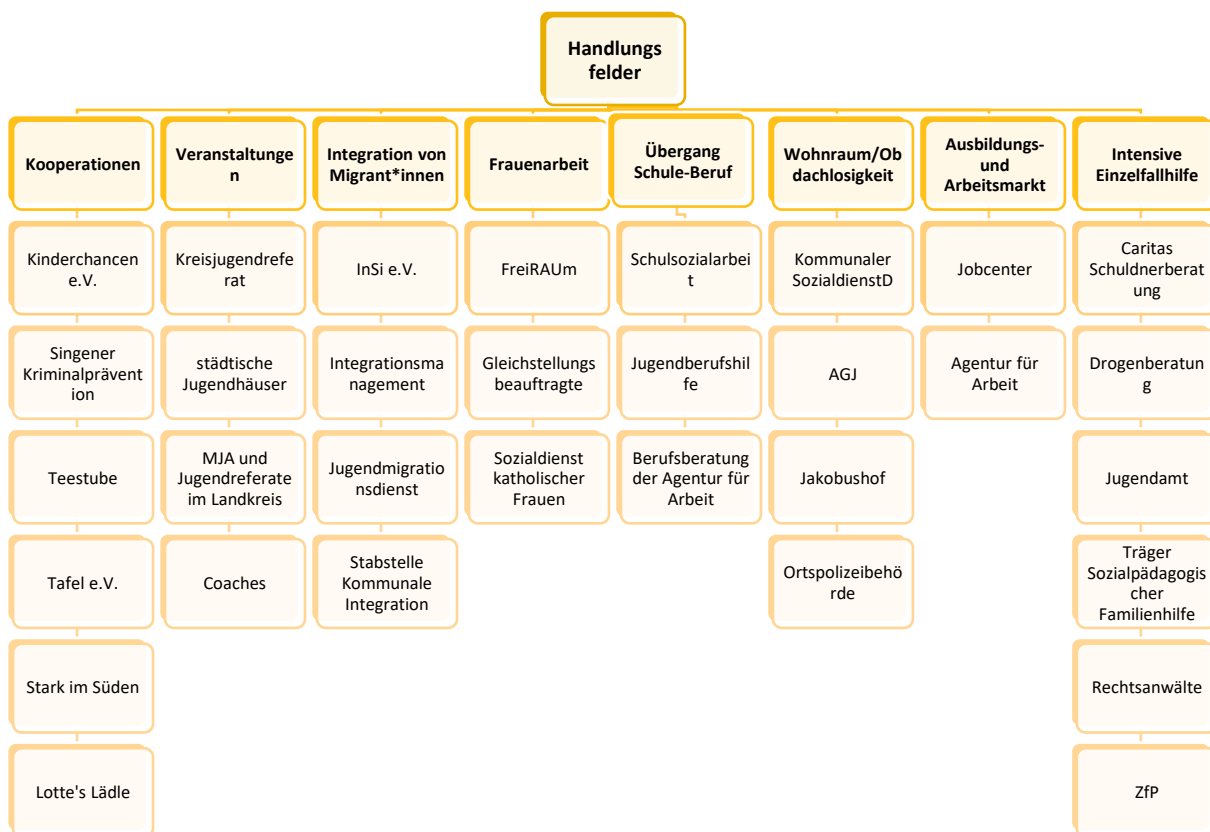 Handlungs
felder
Kooperationen
Veranstaltunge
n
Integration von
Migrant*innen
Frauenarbeit
Übergang
Schule-Beruf
Wohnraum/Ob
dachlosigkeit
Ausbildungs-
und
Arbeitsmarkt
Intensive
Einzelfallhilfe
Kinderchancen
e.V.
Kreisjugendrefe
rat
InSi e.V.
FreiRAUm
Schulsozialarbei
t
Kommunaler
SozialdienstD
Jobcenter
Caritas
Schuldnerberat
ung
Singener
Kriminalprävent
ion
städtische
Jugendhäuser
Integrationsma
nagement
Gleichstellungs
beauftragte
Jugendberufshi
lfe
AGJ
Agentur für
Arbeit
Drogenberatun
g
Teestube
MJA und
Jugendreferate
im Landkreis
Jugendmigratio
nsdienst
Sozialdienst
katholischer
Frauen
Berufsberatung
der Agentur für
Arbeit
Jakobushof
Jugendamt
Tafel e.V.
Coaches
Stabstelle
Kommunale
Integration
Ortspolizeibehö
rde
Träger
Sozialpädagogis
cher
Familienhilfe
Stark im Süden
Rechtsanwälte
Lotte's Lädle
ZfP